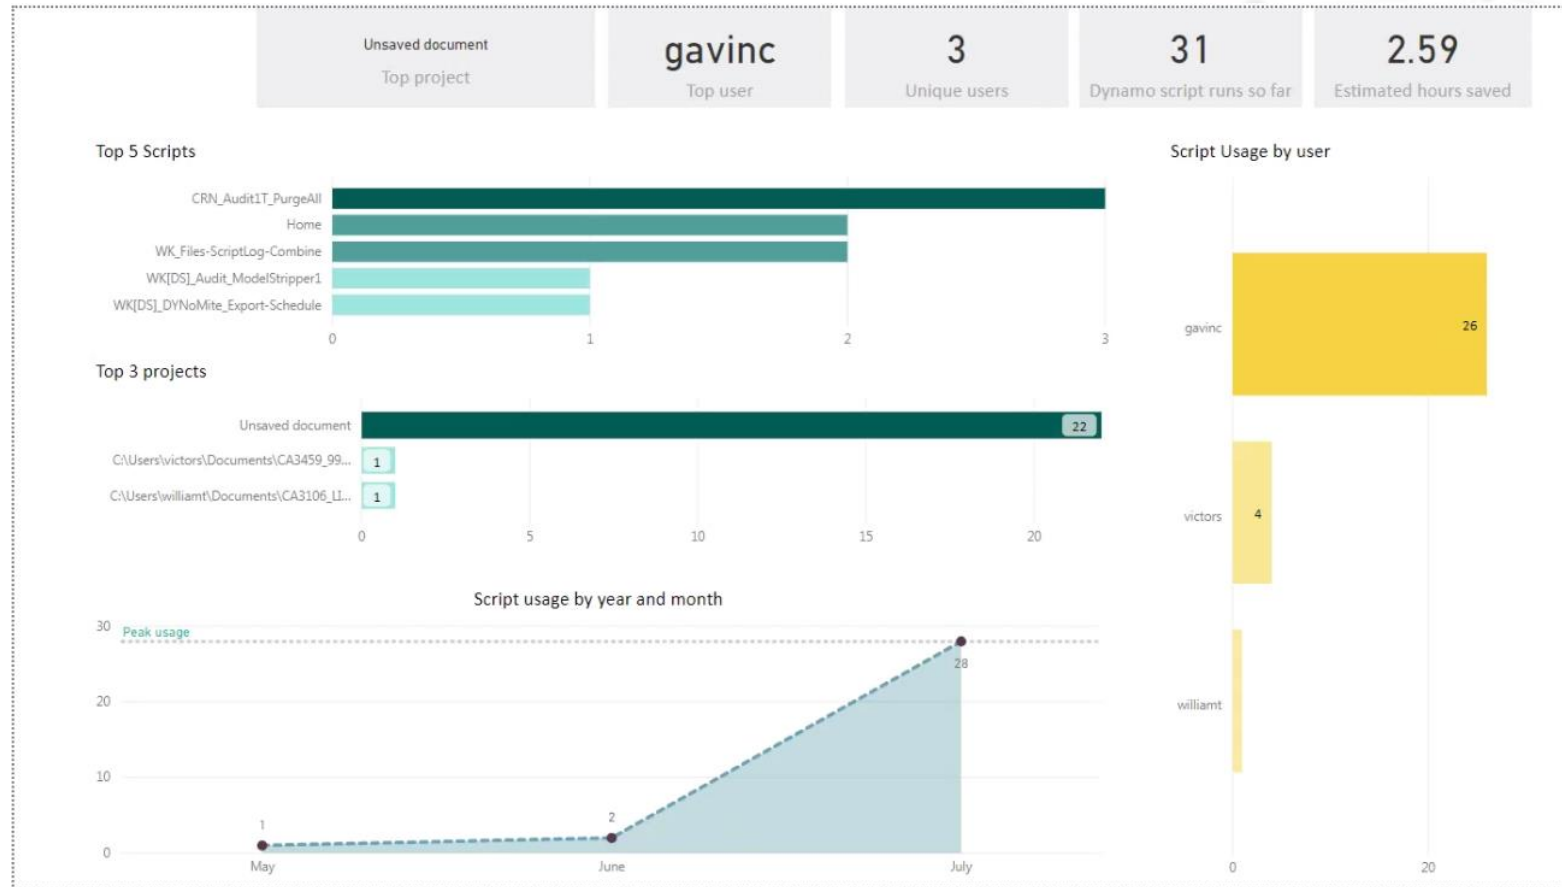 Unsaved document
Top project
gavinc
Top user
3
Unique users
31
Dynamo script runs so far
2.59
Estimated hours saved
Top 5 Scripts
CRN_Audit1T_PurgeAll
Home
WK_Files-ScriptLog-Combine
WK[DS]_Audit_ModelStripper1
WK[DS]_DYNoMite_Export-Schedule
0 1 2 3
Top 3 projects
Unsaved document 22
C:\Users\victors\Documents\CA3459_99... 1
C:\Users\williamt\Documents\CA3106_LI... 1
0 5 10 15 20
Script usage by year and month
30
Peak usage
28
20
10
2
1
0
May June July
Script Usage by user
gavinc 26
victors 4
williamt
0 20